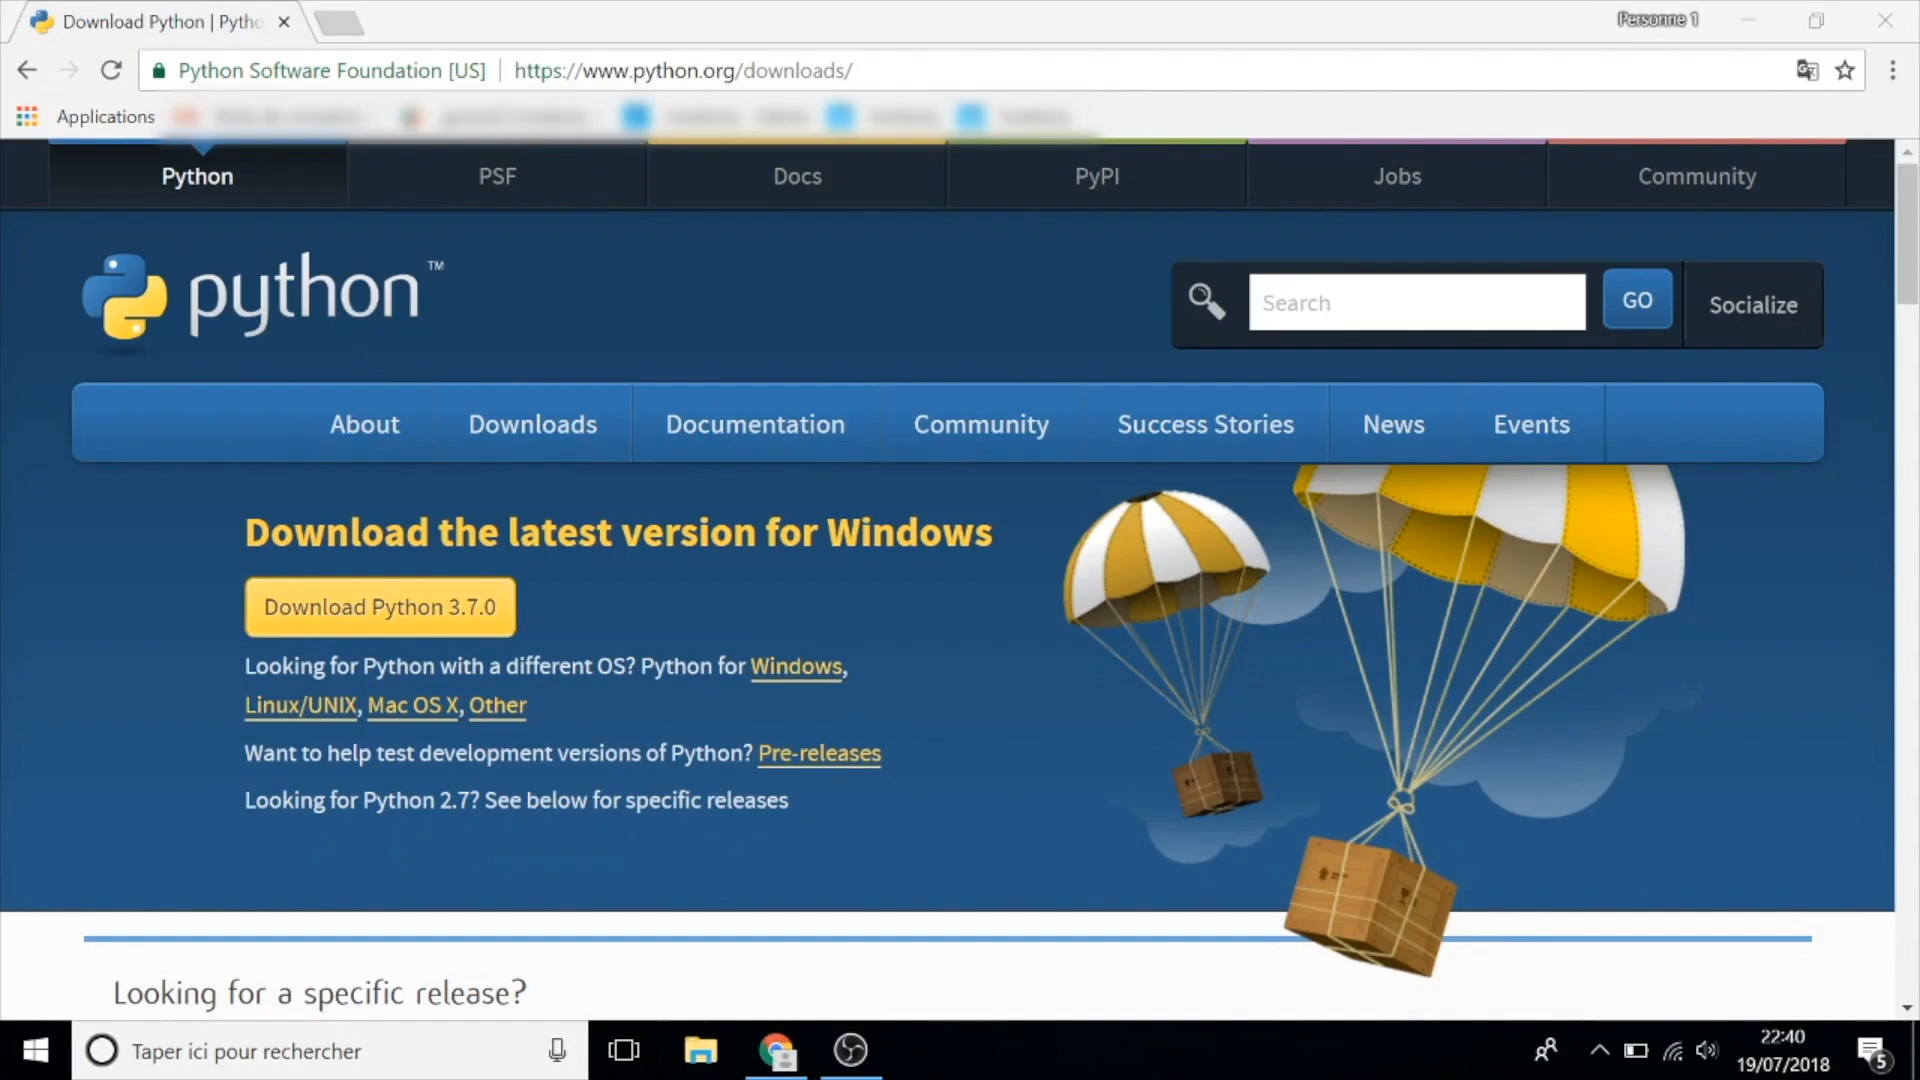 Download Python | Pytho
Personne 1
Python Software Foundation [US]
https://www.python.org/downloads/
Applications
Python
PSF
Docs
PyPI
Jobs
Community
python™
Search
GO
Socialize
About
Downloads
Documentation
Community
Success Stories
News
Events
Download the latest version for Windows
Download Python 3.7.0
Looking for Python with a different OS? Python for Windows,
Linux/UNIX, Mac OS X, Other
Want to help test development versions of Python? Pre-releases
Looking for Python 2.7? See below for specific releases
Looking for a specific release?
Taper ici pour rechercher
22:40
19/07/2018
5